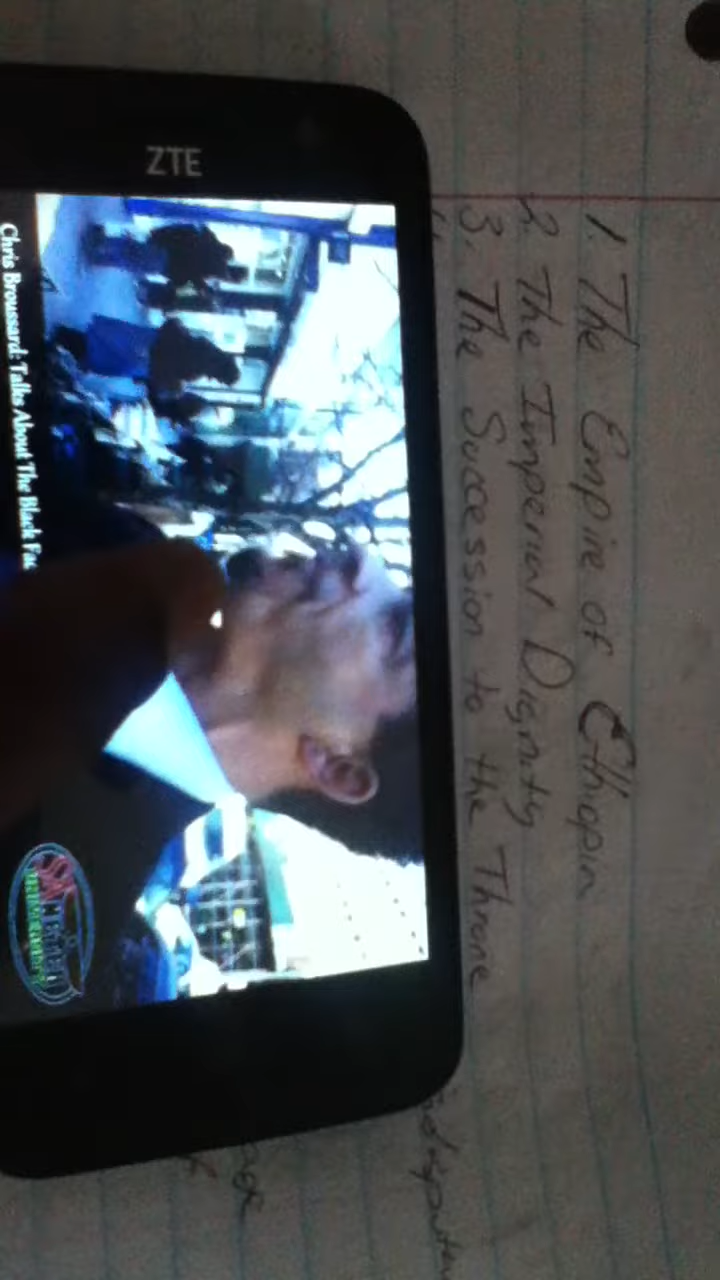 1. The Empire of Ethiopia
2. The Imperial Dignity
3. The Succession to the Throne
ZTE
Chris Broussard: Talks About The Black